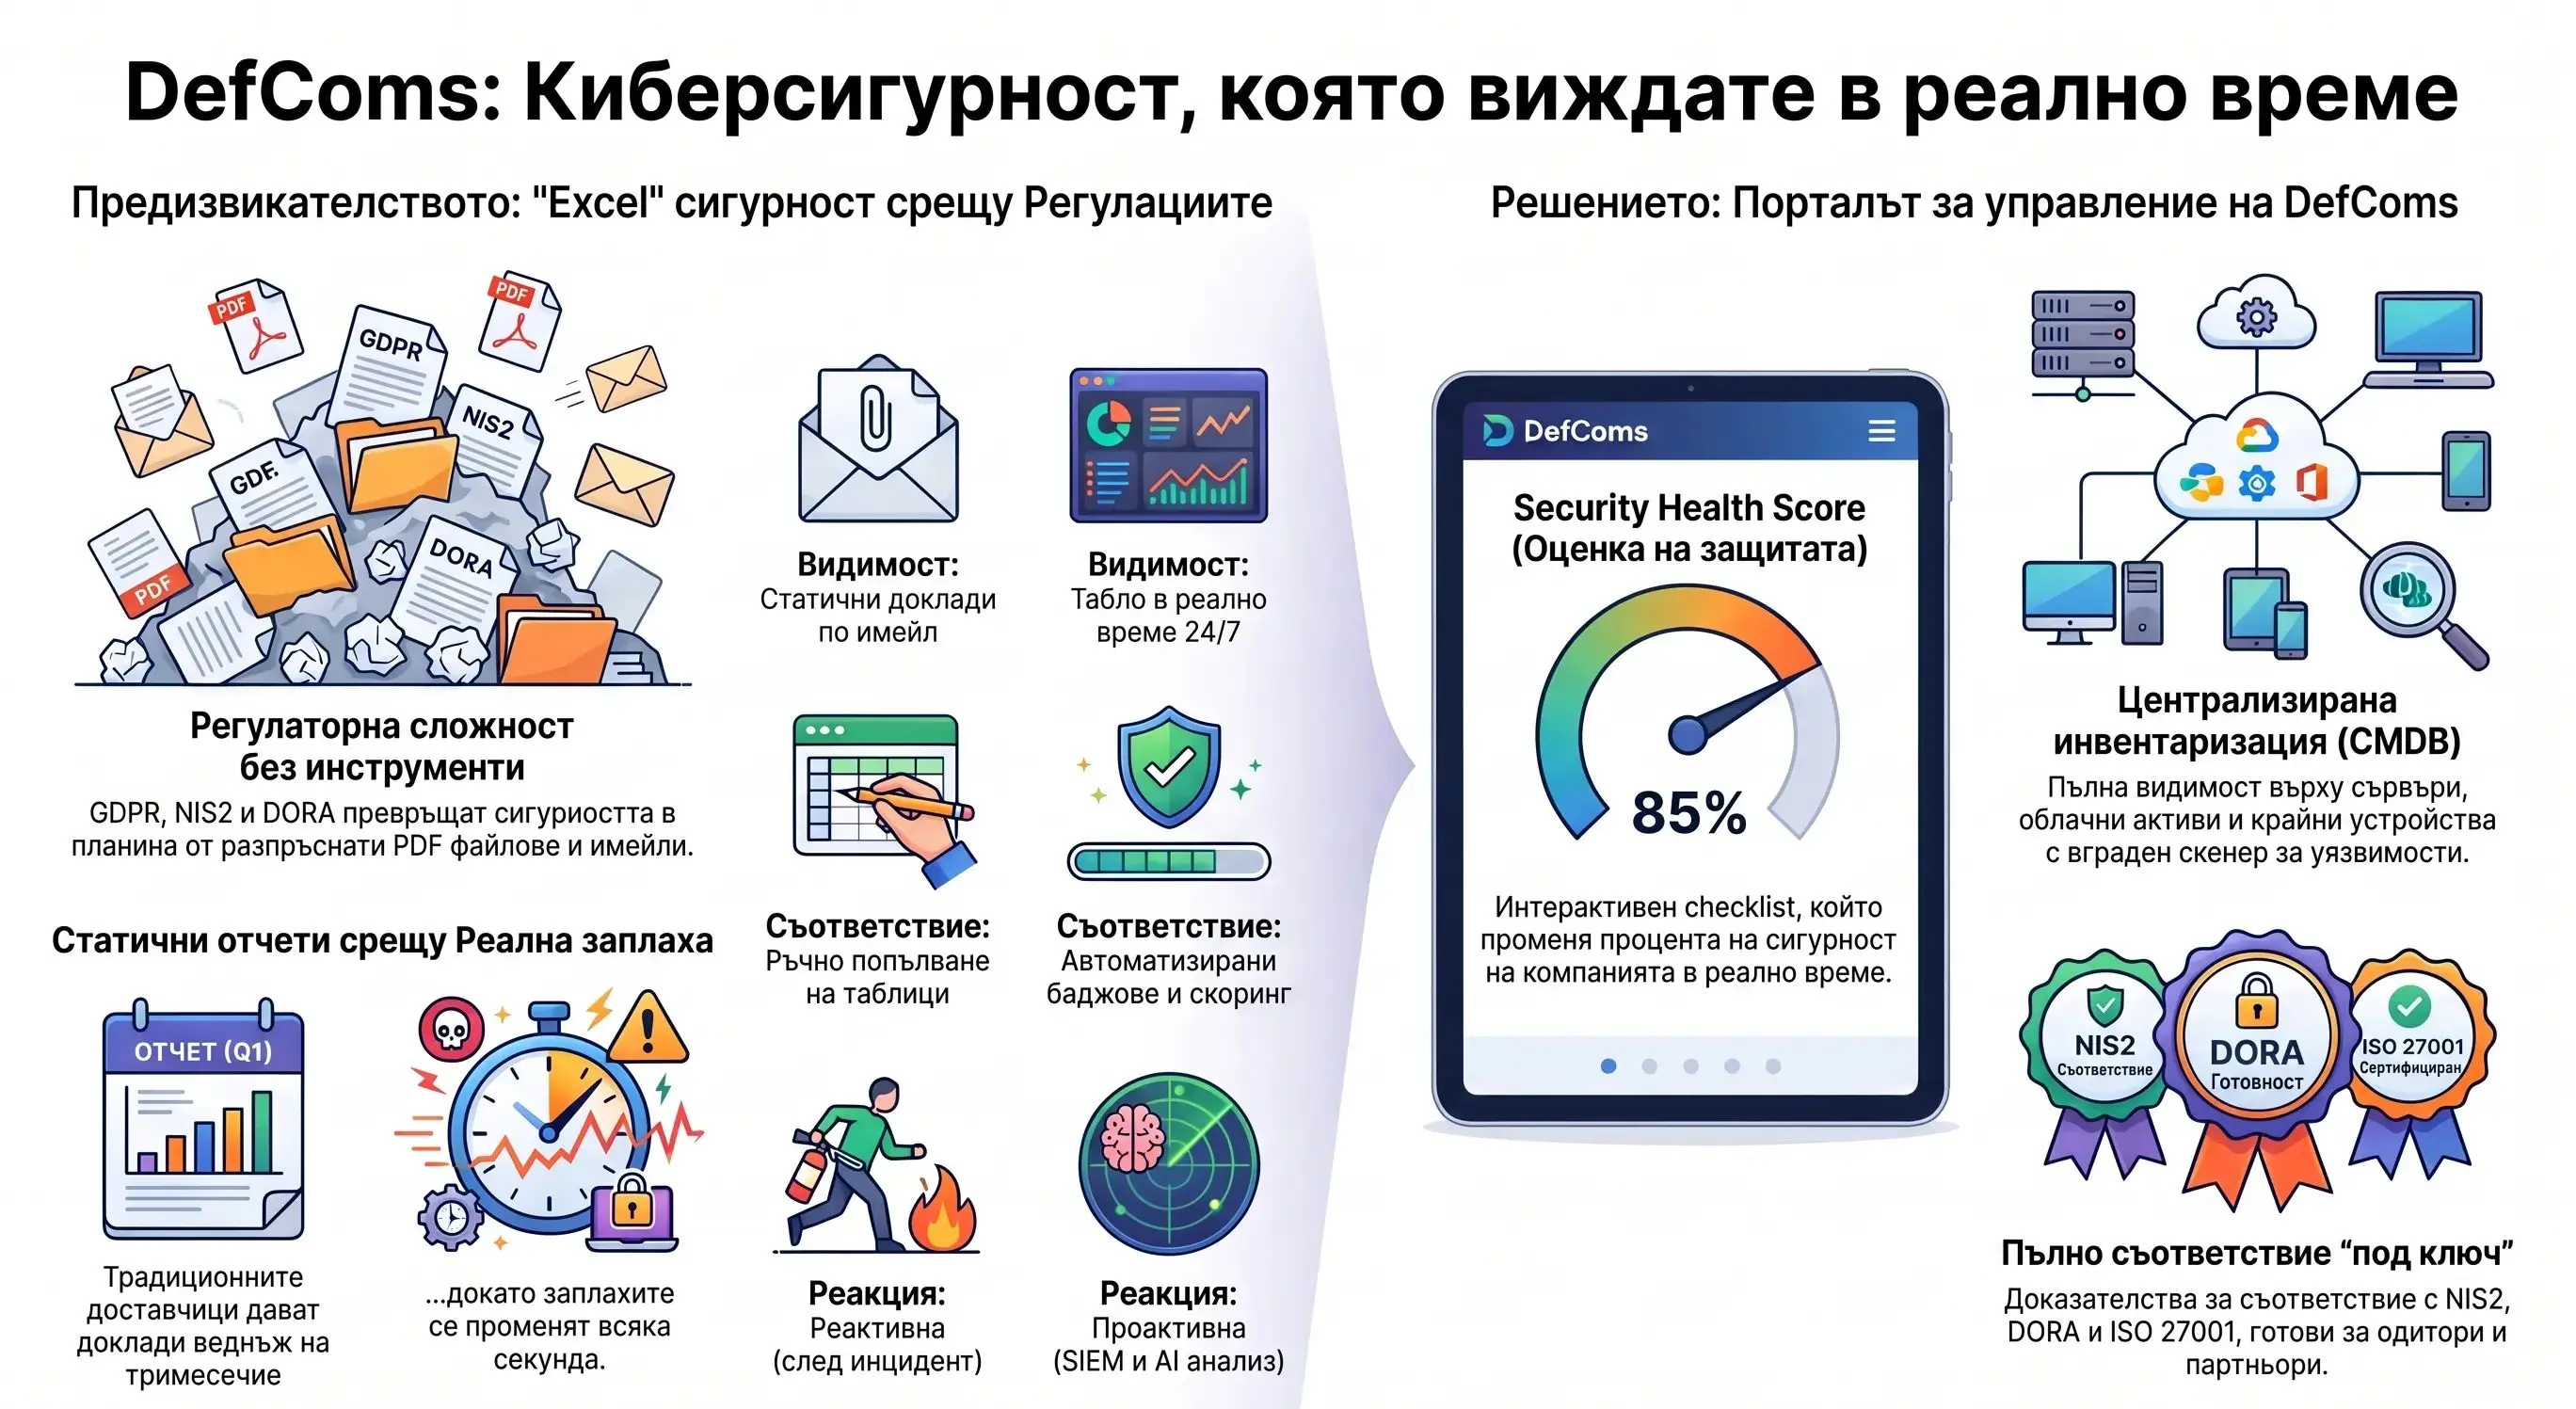 DefComs: Киберсигурност, която виждате в реално време
Предизвикателството: "Excel" сигурност срещу Регулациите
PDF
PDF
GDPR
NIS2
GDF.
DORA
PDF
Регулаторна сложност
без инструменти
GDPR, NIS2 и DORA превръщат сигуриостта в
планина от разпръснати PDF файлове и имейли.
Статични отчети срещу Реална заплаха
ОТЧЕТ (Q1)
Традиционните
доставчици дават
доклади веднъж на
тримесечие
...докато заплахите
се променят всяка
секунда.
Видимост:
Статични доклади
по имейл
Видимост:
Табло в реално
време 24/7
Съответствие:
Ръчно попълване
на таблици
Съответствие:
Автоматизирани
баджове и скоринг
Реакция:
Реактивна
(след инцидент)
Реакция:
Проактивна
(SIEM и AI анализ)
Решението: Порталът за управление на DefComs
DefComs
Security Health Score
(Оценка на защитата)
85%
Интерактивен checklist, който
променя процента на сигурност
на компанията в реално време.
Централизирана
инвентаризация (CMDB)
Пълна видимост върху сървъри,
облачни активи и крайни устройства
с вграден скенер за уязвимости.
NIS2
Съответствие
DORA
Готовност
ISO 27001
Сертифициран
Пълно съответствие “под ключ”
Доказателства за съответствие с NIS2,
DORA и ISO 27001, готови за одитори и
партньори.